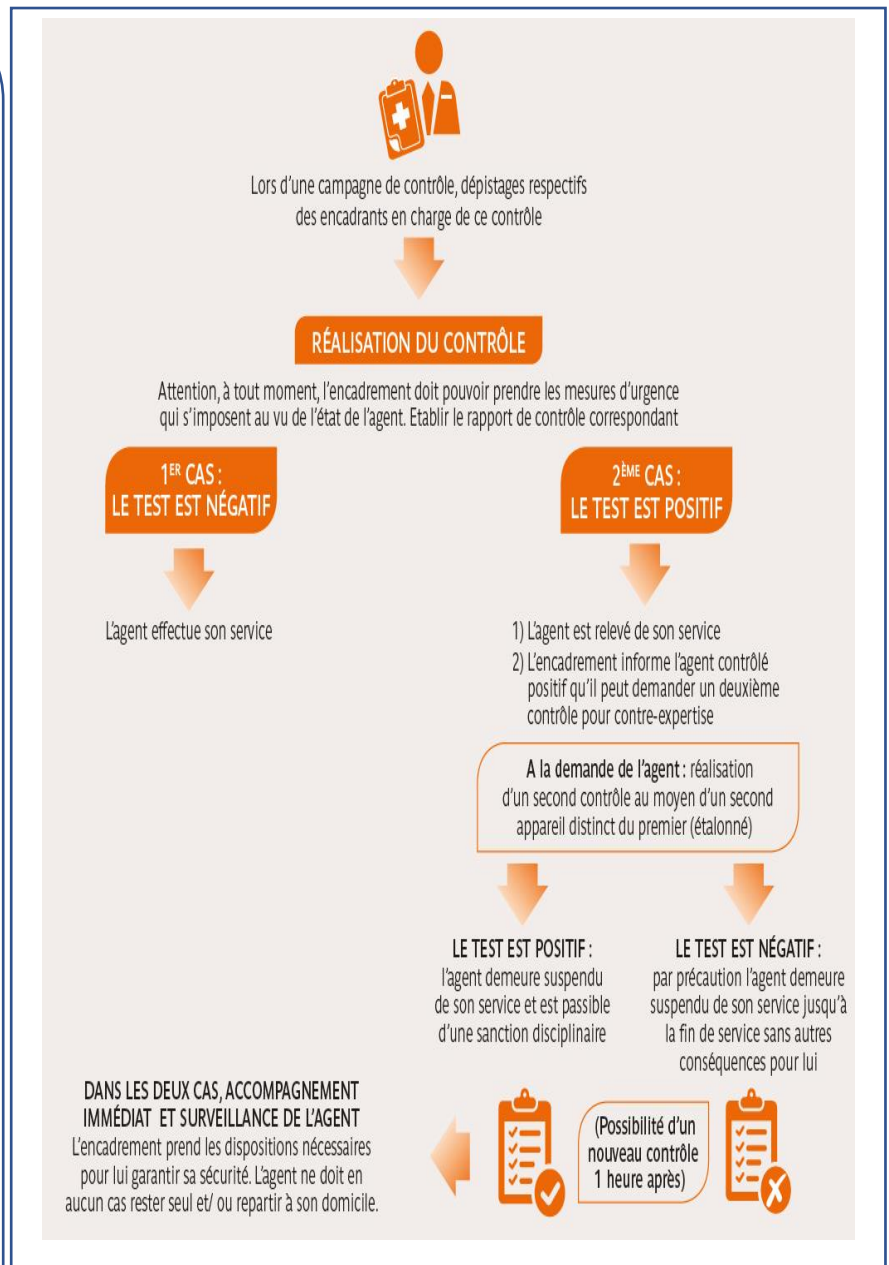 Lors d'une campagne de contrôle, dépistages respectifs
des encadrants en charge de ce contrôle
RÉALISATION DU CONTRÔLE
Attention, à tout moment, l'encadrement doit pouvoir prendre les mesures d'urgence
qui s'imposent au vu de l'état de l'agent. Etablir le rapport de contrôle correspondant
1ER CAS :
LE TEST EST NÉGATIF
L'agent effectue son service
2ÈME CAS :
LE TEST EST POSITIF
1) L'agent est relevé de son service
2) L'encadrement informe l'agent contrôlé
positif qu'il peut demander un deuxième
contrôle pour contre-expertise
A la demande de l'agent : réalisation
d'un second contrôle au moyen d'un second
appareil distinct du premier (étalonné)
LE TEST EST POSITIF :
l'agent demeure suspendu
de son service et est passible
d'une sanction disciplinaire
LE TEST EST NÉGATIF :
par précaution l'agent demeure
suspendu de son service jusqu'à
la fin de service sans autres
conséquences pour lui
(Possibilité d'un
nouveau contrôle
1 heure après)
DANS LES DEUX CAS, ACCOMPAGNEMENT
IMMÉDIAT ET SURVEILLANCE DE L'AGENT
L'encadrement prend les dispositions nécessaires
pour lui garantir sa sécurité. L'agent ne doit en
aucun cas rester seul et/ ou repartir à son domicile.